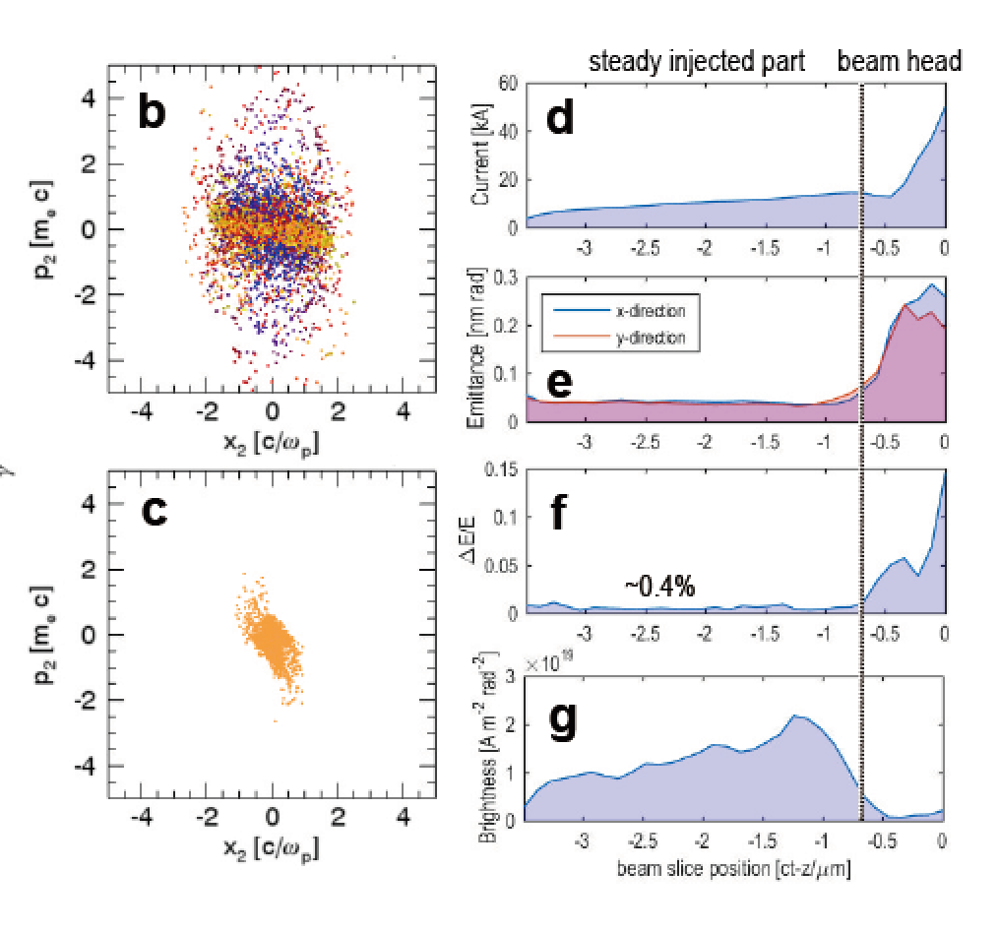 b
4
2
0
-2
-4
p₂ [mₑ c]
-4 -2 0 2 4
x₂ [c/ωₚ]
γ
c
4
2
0
-2
-4
p₂ [mₑ c]
-4 -2 0 2 4
x₂ [c/ωₚ]
steady injected part beam head
d
60
40
20
0
Current [kA]
-3 -2.5 -2 -1.5 -1 -0.5 0
0.3
0.2
0.1
0
Emittance [nm rad]
x-direction
y-direction
e
-3 -2.5 -2 -1.5 -1 -0.5 0
0.15
0.1
0.05
0
ΔE/E
f
~0.4%
-3 -2.5 -2 -1.5 -1 -0.5 0
×10¹⁹
3
2
1
0
Brightness [A m⁻² rad⁻²]
g
-3 -2.5 -2 -1.5 -1 -0.5 0
beam slice position [ct-z/μm]